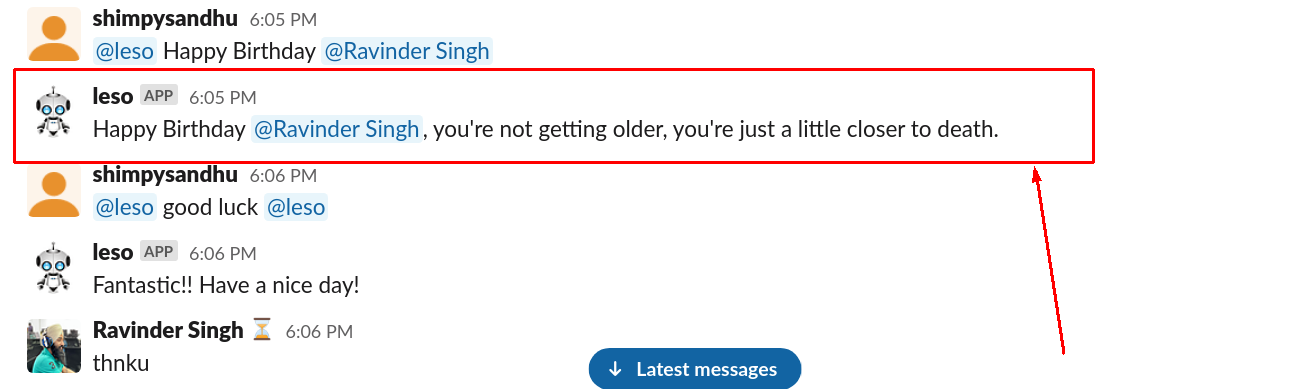 shimpysandhu 6:05 PM
@leso Happy Birthday @Ravinder Singh
leso APP 6:05 PM
Happy Birthday @Ravinder Singh, you're not getting older, you're just a little closer to death.
shimpysandhu 6:06 PM
@leso good luck @leso
leso APP 6:06 PM
Fantastic!! Have a nice day!
Ravinder Singh ⏳ 6:06 PM
thnku
↓ Latest messages